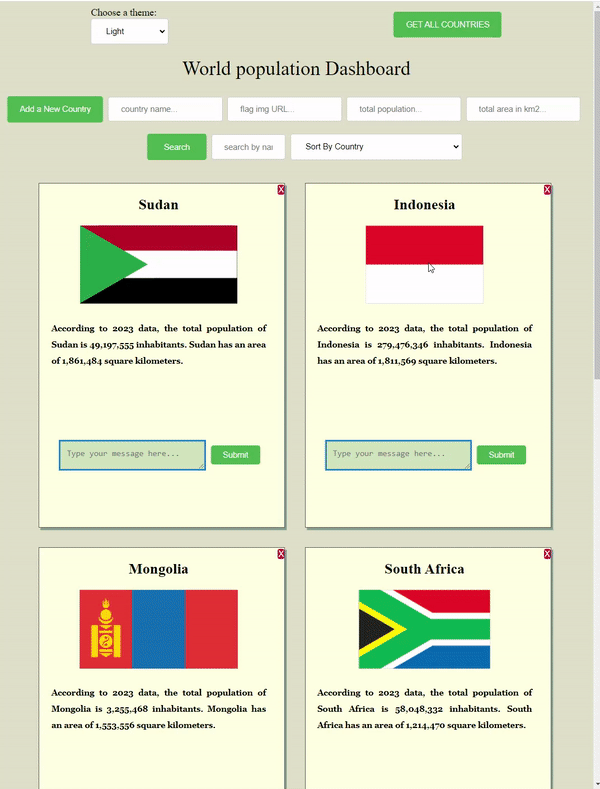 Choose a theme:
Light
GET ALL COUNTRIES
World population Dashboard
Add a New Country
country name...
flag img URL...
total population...
total area in km2...
Search
search by nar
Sort By Country
X
Sudan
According to 2023 data, the total population of
Sudan is 49,197,555 inhabitants. Sudan has an area
of 1,861,484 square kilometers.
Type your message here...
Submit
X
Indonesia
According to 2023 data, the total population of
Indonesia is 279,476,346 inhabitants. Indonesia
has an area of 1,811,569 square kilometers.
Type your message here...
Submit
X
Mongolia
According to 2023 data, the total population of
Mongolia is 3,255,468 inhabitants. Mongolia has
an area of 1,553,556 square kilometers.
X
South Africa
According to 2023 data, the total population of
South Africa is 58,048,332 inhabitants. South
Africa has an area of 1,214,470 square kilometers.